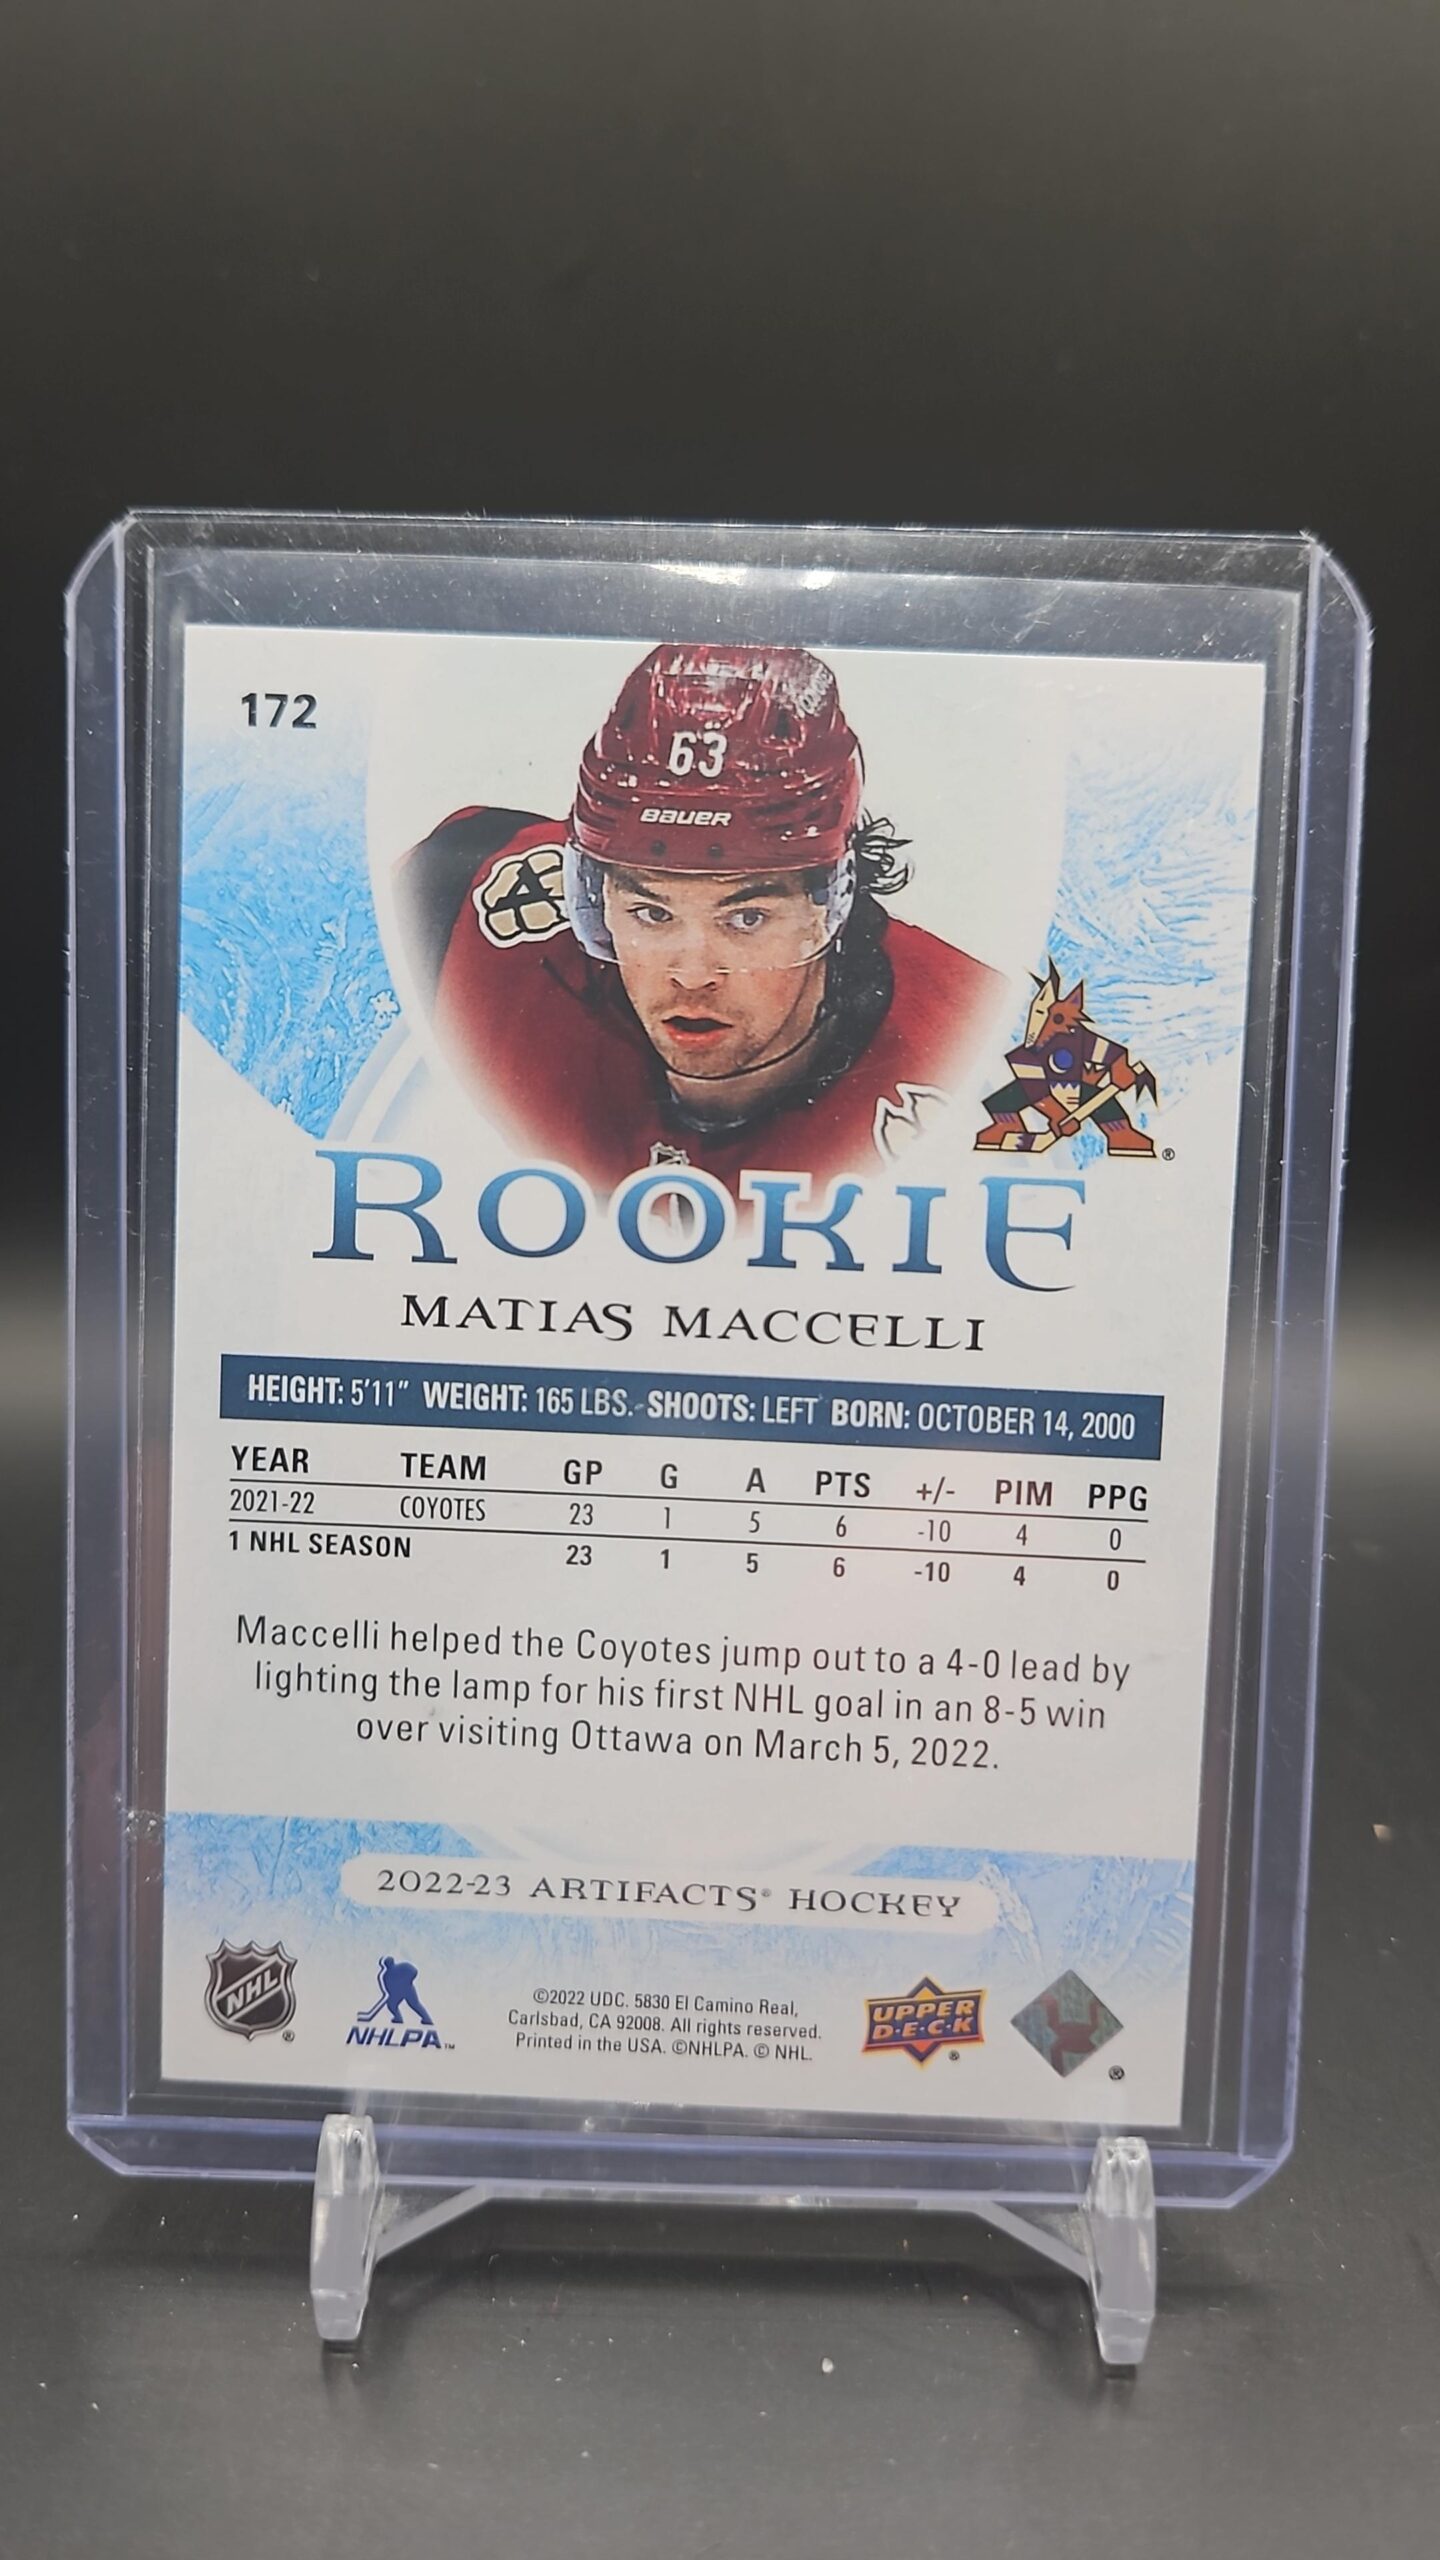 172
63
BAUER
®
ROOKIE
MATIAS MACCELLI
HEIGHT: 5'11" WEIGHT: 165 LBS. SHOOTS: LEFT BORN: OCTOBER 14, 2000
YEAR TEAM GP G A PTS +/- PIM PPG
2021-22 COYOTES 23 1 5 6 -10 4 0
1 NHL SEASON 23 1 5 6 -10 4 0
Maccelli helped the Coyotes jump out to a 4-0 lead by
lighting the lamp for his first NHL goal in an 8-5 win
over visiting Ottawa on March 5, 2022.
2022-23 ARTIFACTS® HOCKEY
NHL ®
NHLPA™
©2022 UDC. 5830 El Camino Real,
Carlsbad, CA 92008. All rights reserved.
Printed in the USA. ©NHLPA. © NHL.
UPPER
D·E·C·K ®
®